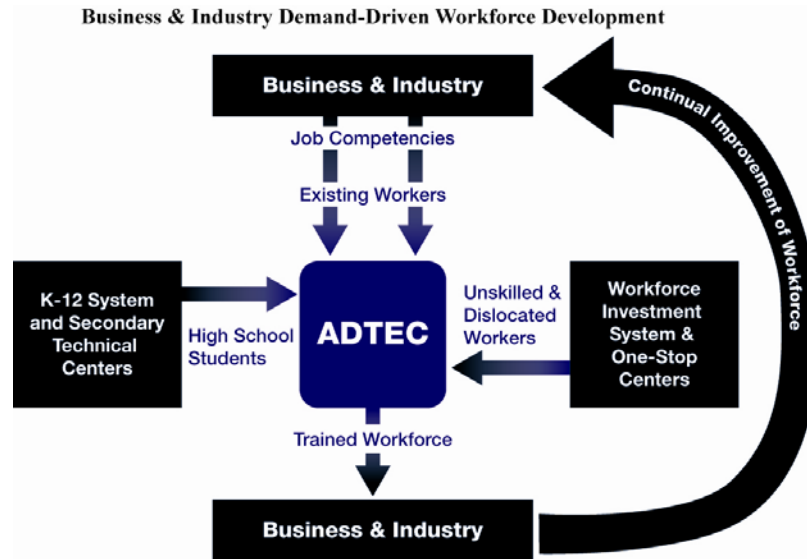 Business & Industry Demand-Driven Workforce Development
Business & Industry
Job Competencies
Existing Workers
Continual Improvement of Workforce
K-12 System
and Secondary
Technical
Centers
High School
Students
ADTEC
Unskilled &
Dislocated
Workers
Workforce
Investment
System &
One-Stop
Centers
Trained Workforce
Business & Industry